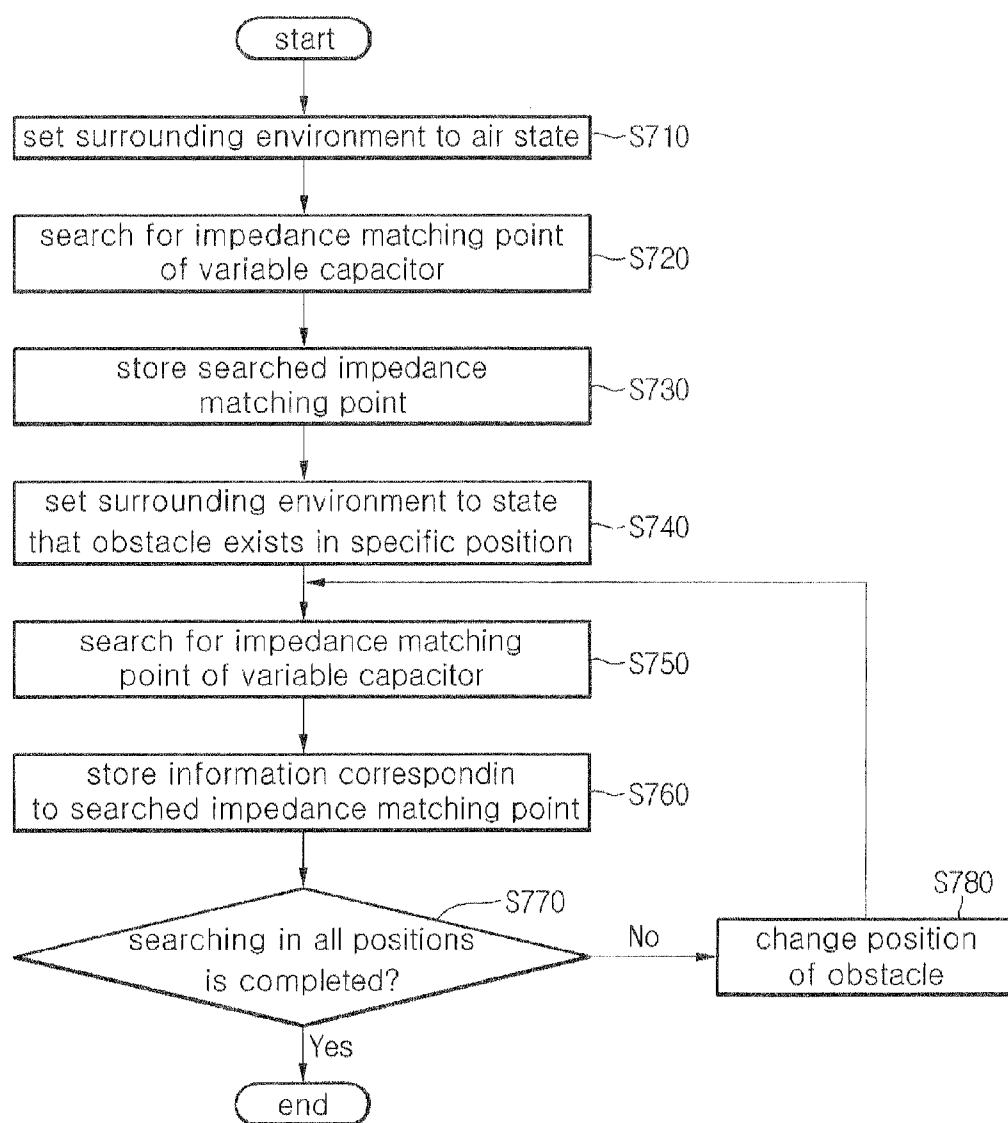 start
set surrounding environment to air state
S710
search for impedance matching point
of variable capacitor
S720
store searched impedance
matching point
S730
set surrounding environment to state
that obstacle exists in specific position
S740
search for impedance matching
point of variable capacitor
S750
store information correspondin
to searched impedance matching point
S760
S770
searching in all positions
is completed?
No
S780
change position
of obstacle
Yes
end